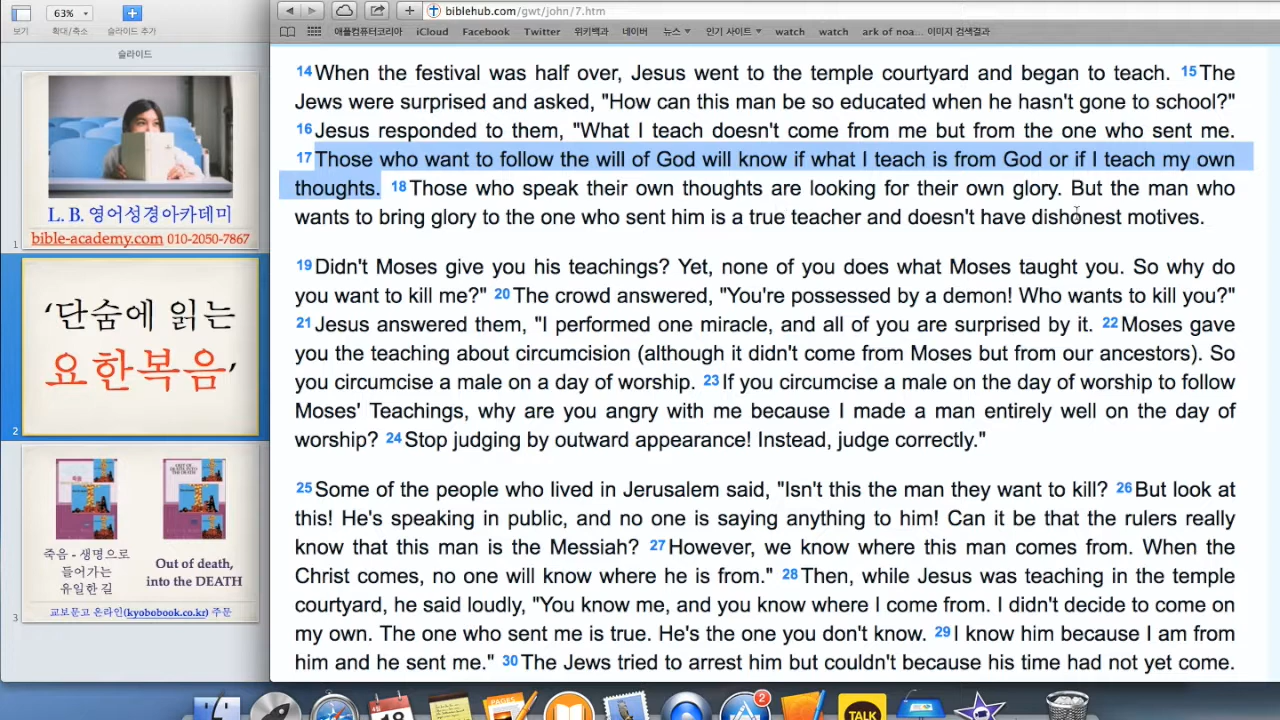 63%
보기
확대/축소
슬라이드 추가
슬라이드
L. B. 영어성경아카데미
bible-academy.com 010-2050-7867
1
‘단숨에 읽는
요한복음’
2
죽음 - 생명으로
들어가는
유일한 길
Out of death,
into the DEATH
교보문고 온라인(kyobobook.co.kr) 주문
3
biblehub.com/gwt/john/7.htm
애플컴퓨터코리아 iCloud Facebook Twitter 위키백과 네이버 뉴스 인기 사이트 watch watch ark of noa... 이미지 검색결과
14 When the festival was half over, Jesus went to the temple courtyard and began to teach. 15 The
Jews were surprised and asked, "How can this man be so educated when he hasn't gone to school?"
16 Jesus responded to them, "What I teach doesn't come from me but from the one who sent me.
17 Those who want to follow the will of God will know if what I teach is from God or if I teach my own
thoughts. 18 Those who speak their own thoughts are looking for their own glory. But the man who
wants to bring glory to the one who sent him is a true teacher and doesn't have dishonest motives.
19 Didn't Moses give you his teachings? Yet, none of you does what Moses taught you. So why do
you want to kill me?" 20 The crowd answered, "You're possessed by a demon! Who wants to kill you?"
21 Jesus answered them, "I performed one miracle, and all of you are surprised by it. 22 Moses gave
you the teaching about circumcision (although it didn't come from Moses but from our ancestors). So
you circumcise a male on a day of worship. 23 If you circumcise a male on the day of worship to follow
Moses' Teachings, why are you angry with me because I made a man entirely well on the day of
worship? 24 Stop judging by outward appearance! Instead, judge correctly."
25 Some of the people who lived in Jerusalem said, "Isn't this the man they want to kill? 26 But look at
this! He's speaking in public, and no one is saying anything to him! Can it be that the rulers really
know that this man is the Messiah? 27 However, we know where this man comes from. When the
Christ comes, no one will know where he is from." 28 Then, while Jesus was teaching in the temple
courtyard, he said loudly, "You know me, and you know where I come from. I didn't decide to come on
my own. The one who sent me is true. He's the one you don't know. 29 I know him because I am from
him and he sent me." 30 The Jews tried to arrest him but couldn't because his time had not yet come.
18
2
TALK